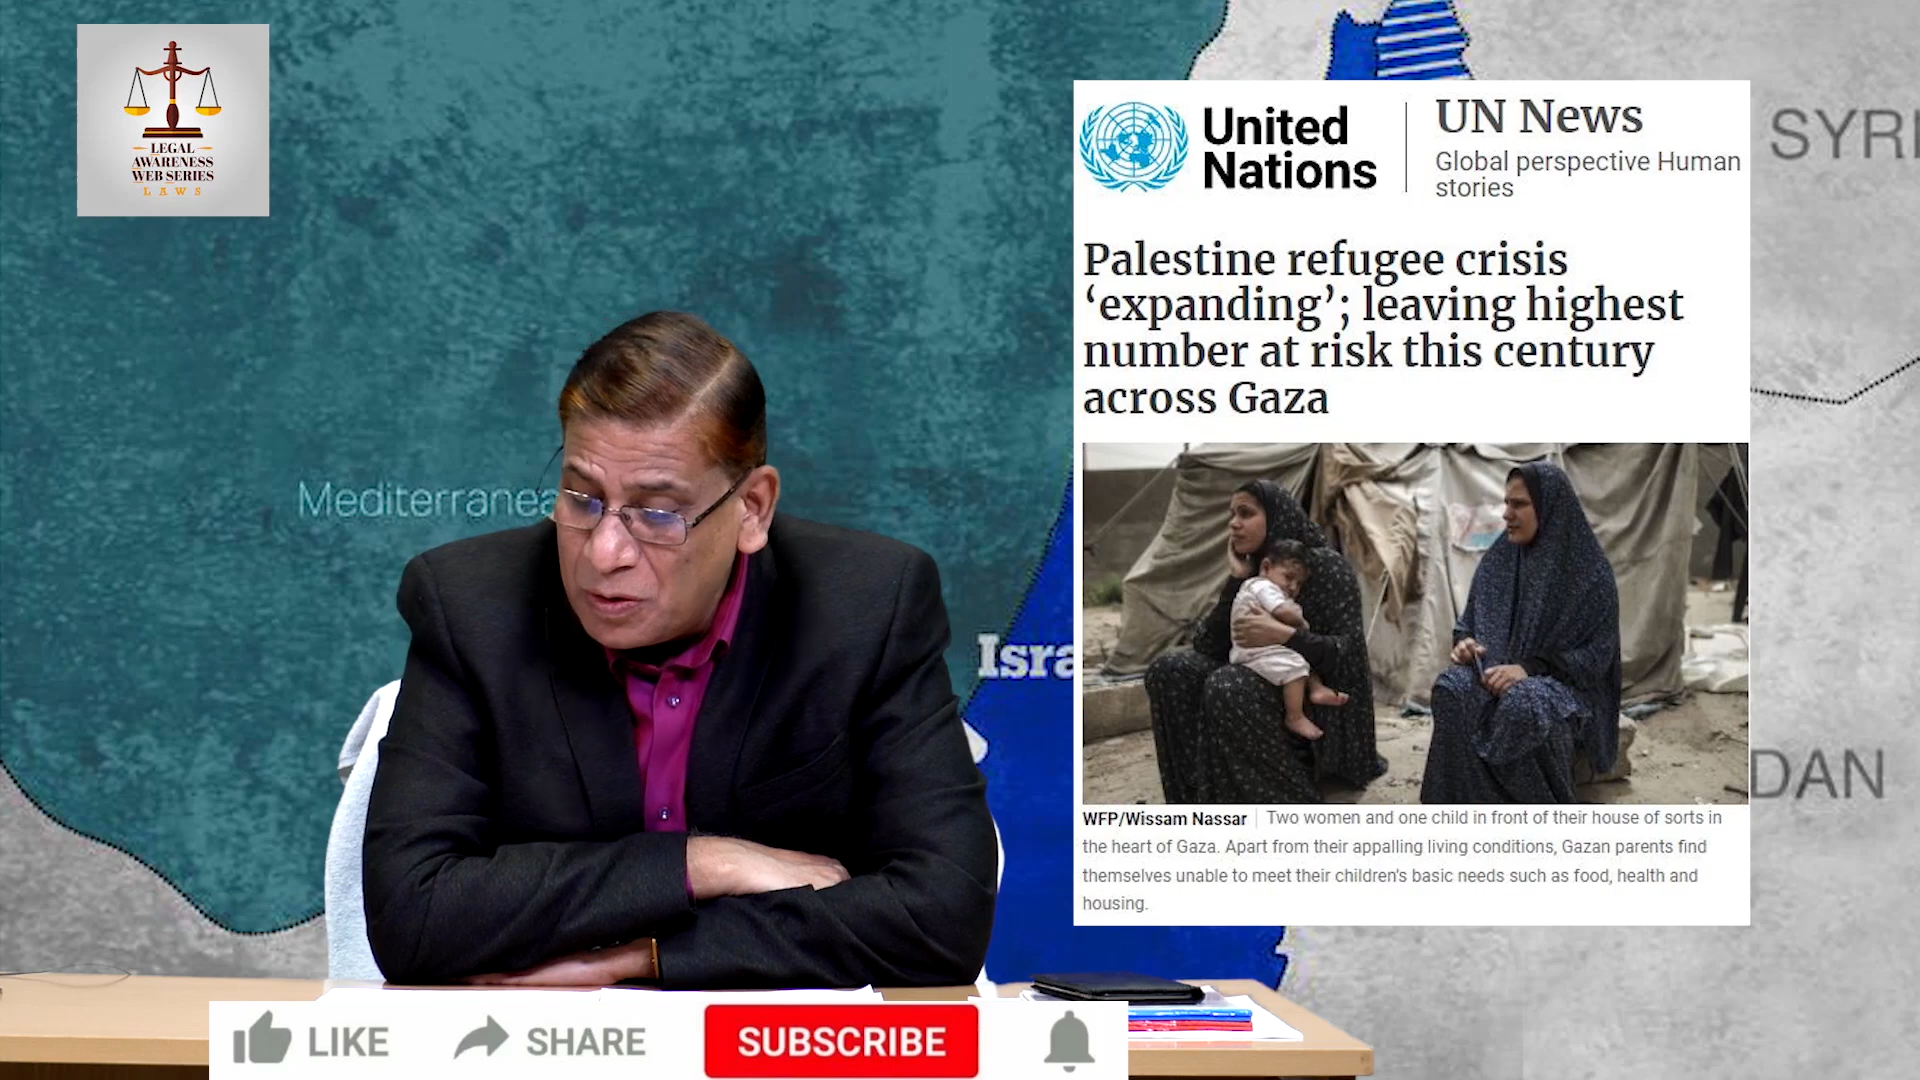 LEGAL
AWARENESS
WEB SERIES
LAWS
United
Nations
UN News
Global perspective Human
stories
Palestine refugee crisis
‘expanding’; leaving highest
number at risk this century
across Gaza
WFP/Wissam Nassar | Two women and one child in front of their house of sorts in
the heart of Gaza. Apart from their appalling living conditions, Gazan parents find
themselves unable to meet their children's basic needs such as food, health and
housing.
SYRI
Mediterranea
Isra
DAN
LIKE
SHARE
SUBSCRIBE